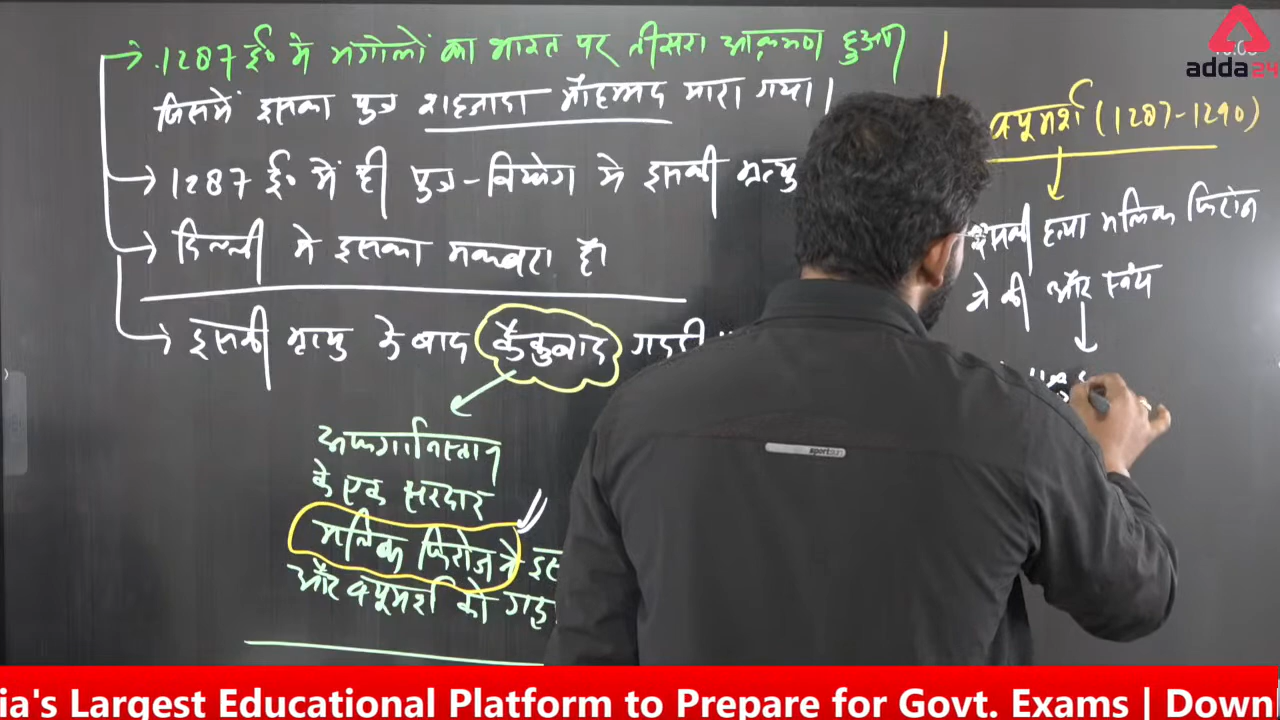 1287 ई० मे मंगोलों का भारत पर तीसरा आक्रमण हुआ
जिसमें इसका पुत्र शाहजादा मौहम्मद मारा गया।
1287 ई० में ही पुत्र-वियोग मे इसकी मृत्यु
दिल्ली मे इसका मकबरा है।
इसकी मृत्यु के बाद कैकुबाद गद्दी
अफगानिस्तान
के एक सरदार
मलिक फिरोज ने इस
और क्यूमर्श को गद्द
क्यूमर्श (1287-1290)
इसकी हत्या मलिक फिरोज
ने की और स्वंय
adda24
ia's Largest Educational Platform to Prepare for Govt. Exams | Down